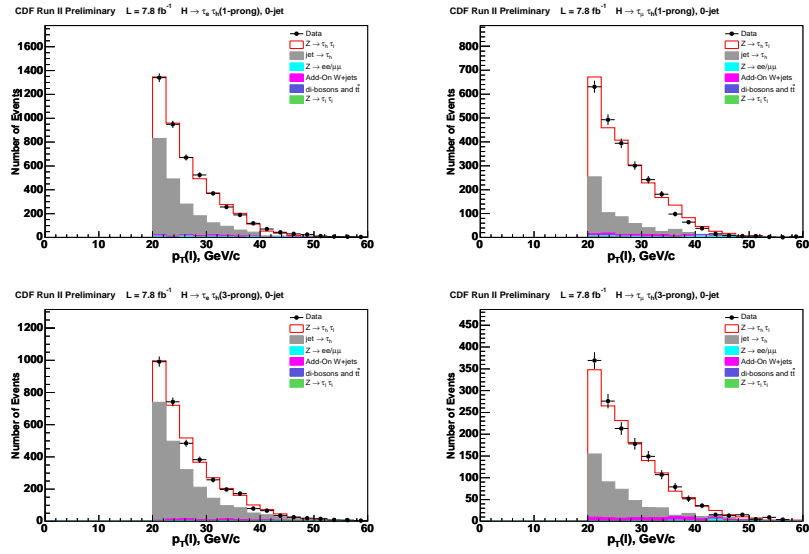 CDF Run II Preliminary L = 7.8 fb⁻¹ H → τₑ τₕ(1-prong), 0-jet
Number of Events
1600
1400
1200
1000
800
600
400
200
0
Data
Z → τₕ τₗ
jet → τₕ
Z → ee/μμ
Add-On W+jets
di-bosons and tt̄
Z → τₗ τₗ
0 10 20 30 40 50 60
p_T(l), GeV/c
CDF Run II Preliminary L = 7.8 fb⁻¹ H → τ_μ τₕ(1-prong), 0-jet
Number of Events
800
700
600
500
400
300
200
100
0
Data
Z → τₕ τₗ
jet → τₕ
Z → ee/μμ
Add-On W+jets
di-bosons and tt̄
Z → τₗ τₗ
0 10 20 30 40 50 60
p_T(l), GeV/c
CDF Run II Preliminary L = 7.8 fb⁻¹ H → τₑ τₕ(3-prong), 0-jet
Number of Events
1000
800
600
400
200
0
Data
Z → τₕ τₗ
jet → τₕ
Z → ee/μμ
Add-On W+jets
di-bosons and tt̄
Z → τₗ τₗ
0 10 20 30 40 50 60
p_T(l), GeV/c
CDF Run II Preliminary L = 7.8 fb⁻¹ H → τ_μ τₕ(3-prong), 0-jet
Number of Events
450
400
350
300
250
200
150
100
50
0
Data
Z → τₕ τₗ
jet → τₕ
Z → ee/μμ
Add-On W+jets
di-bosons and tt̄
Z → τₗ τₗ
0 10 20 30 40 50 60
p_T(l), GeV/c